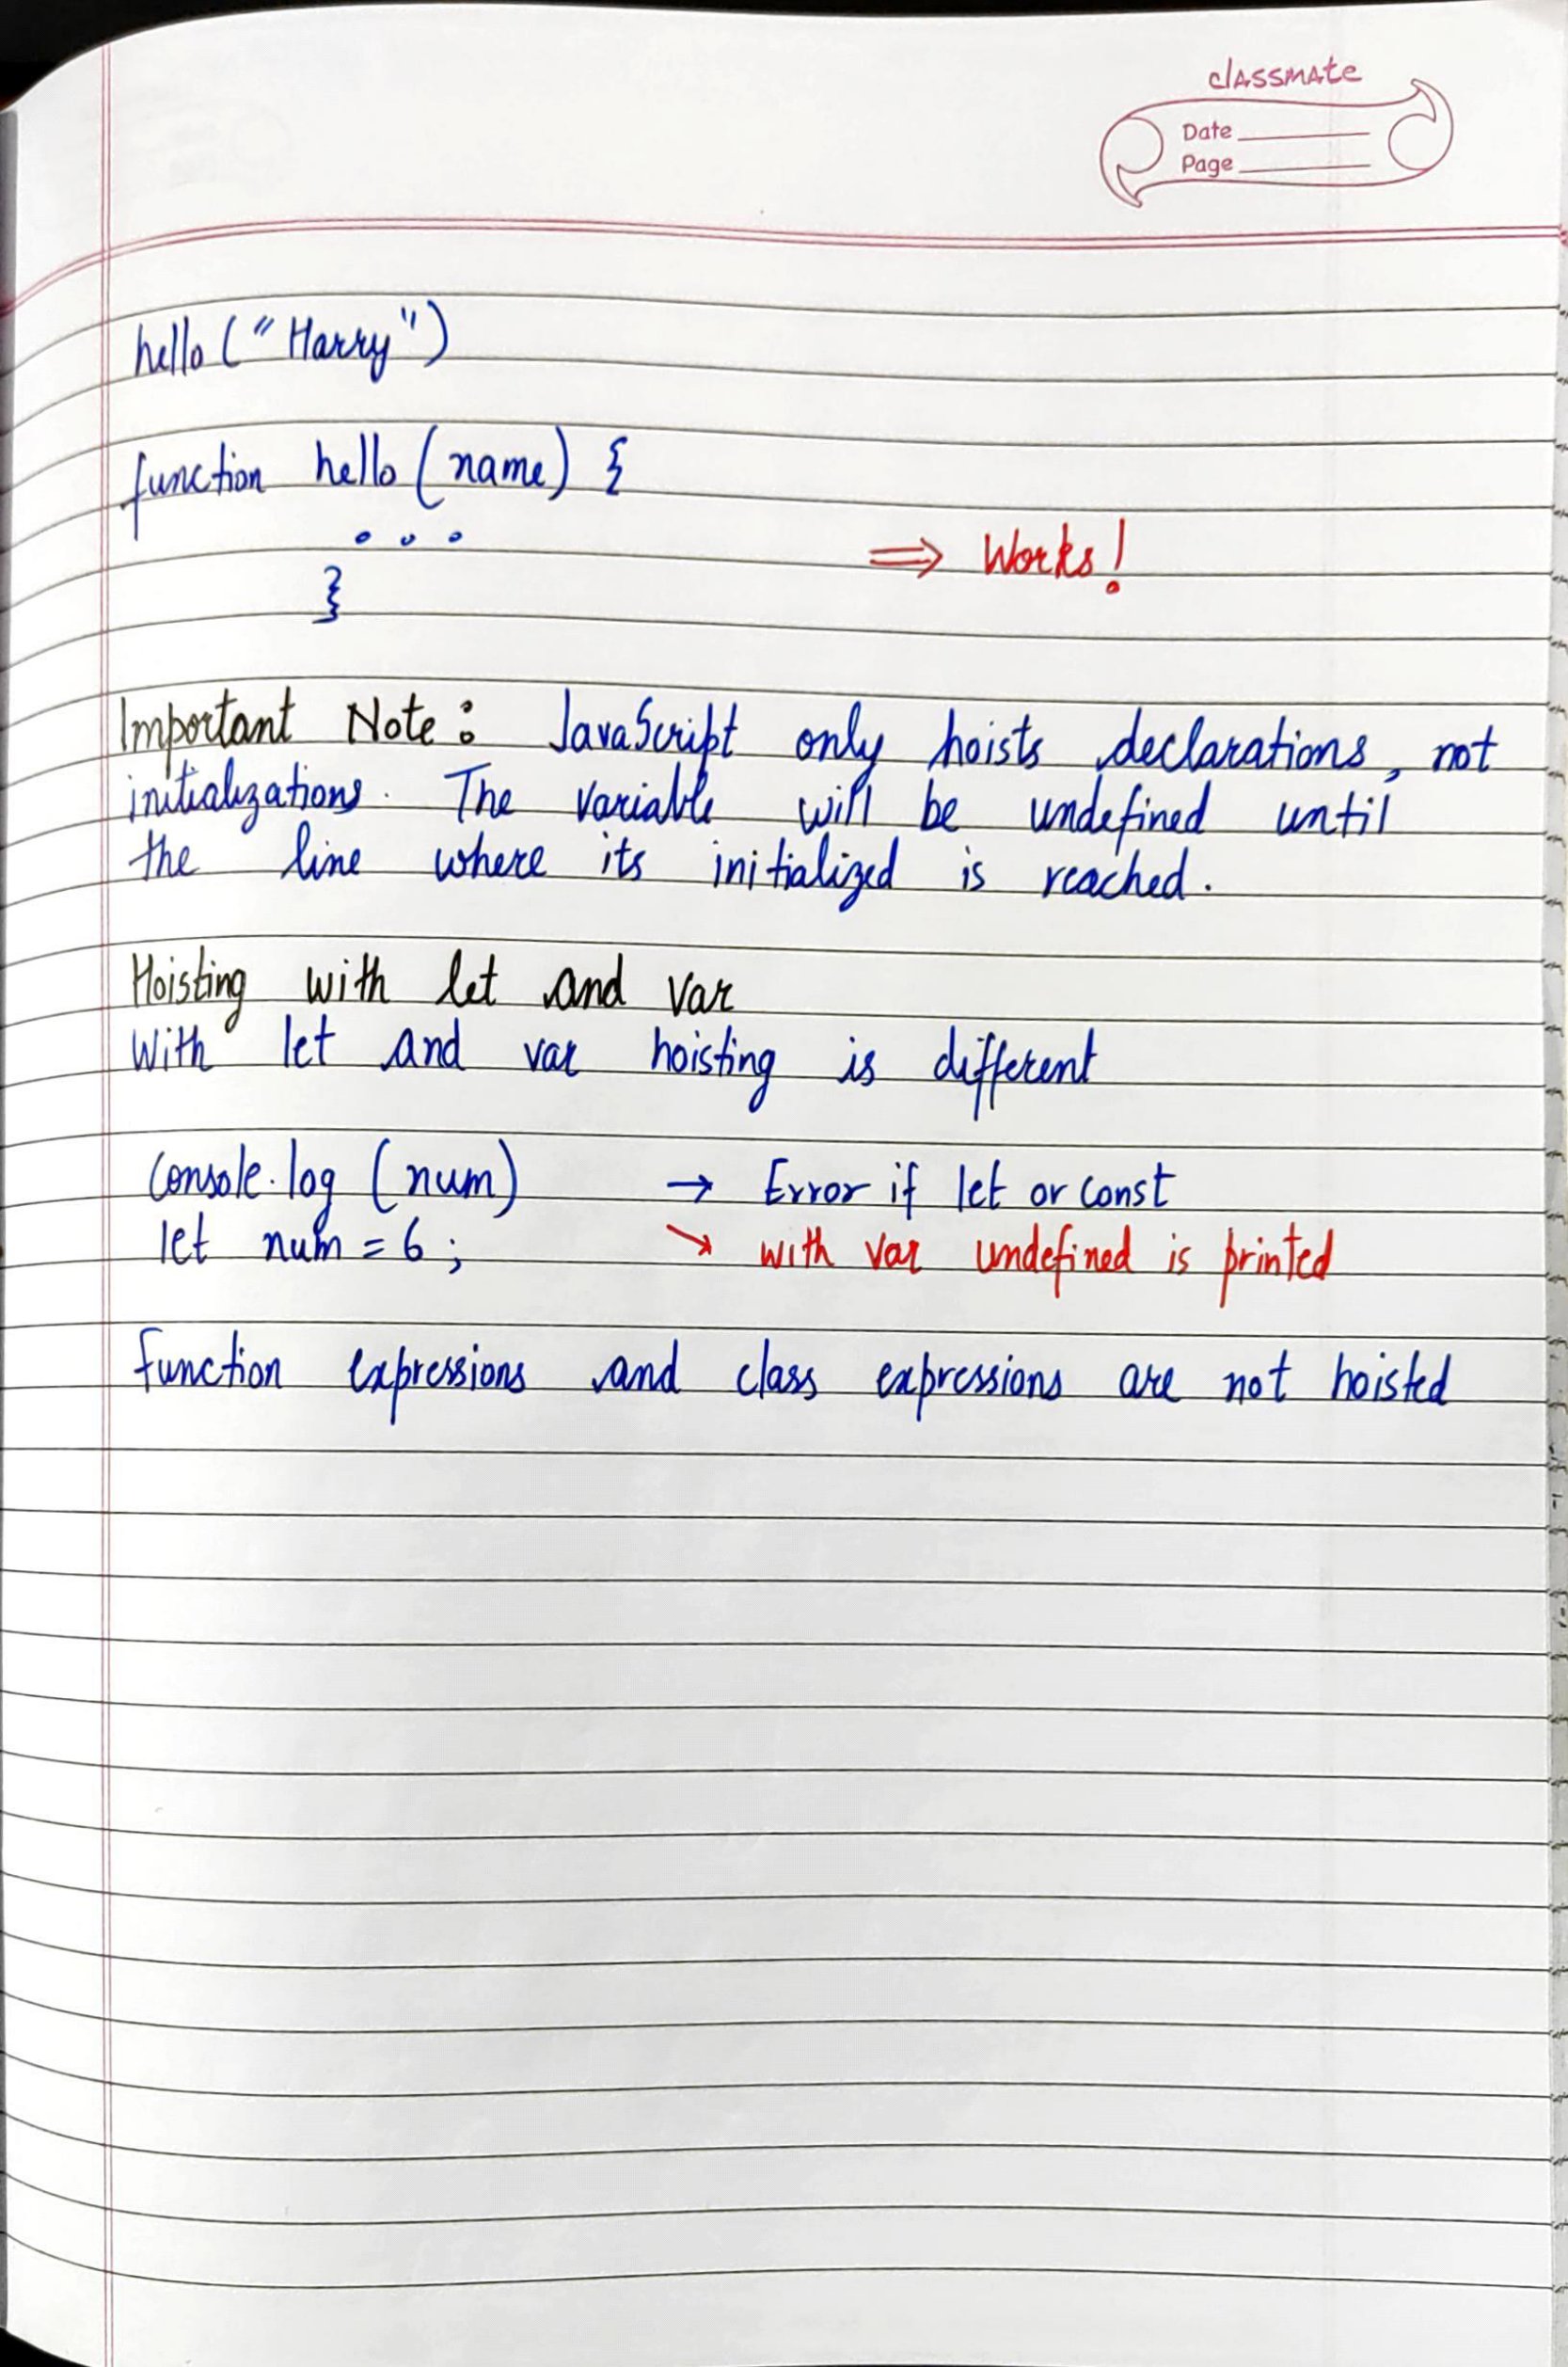 classmate
Date
Page
hello ("Harry")
function hello (name) {
...
}
⇒ Works!
Important Note: JavaScript only hoists declarations, not
initializations. The variable will be undefined until
the line where its initialized is reached.
Hoisting with let and var
With let and var hoisting is different
Console.log (num) → Error if let or const
let num = 6 ; ↘ with var undefined is printed
Function expressions and class expressions are not hoisted